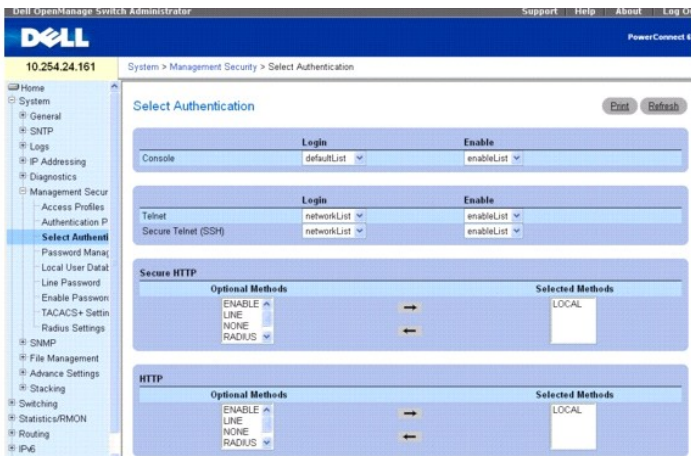 Dell OpenManage Switch Administrator
Support Help About Log O
DELL
PowerConnect 6
10.254.24.161
System > Management Security > Select Authentication
Home
System
General
SNTP
Logs
IP Addressing
Diagnostics
Management Secur
Access Profiles
Authentication P
Select Authenti
Password Manag
Local User Datab
Line Password
Enable Passwor
TACACS+ Settin
Radius Settings
SNMP
File Management
Advance Settings
Stacking
Switching
Statistics/RMON
Routing
IPv6
Select Authentication
Print Refresh
Login Enable
Console defaultList enableList
Login Enable
Telnet networkList enableList
Secure Telnet (SSH) networkList enableList
Secure HTTP
Optional Methods Selected Methods
ENABLE
LINE
NONE
RADIUS
LOCAL
HTTP
Optional Methods Selected Methods
ENABLE
LINE
NONE
RADIUS
LOCAL